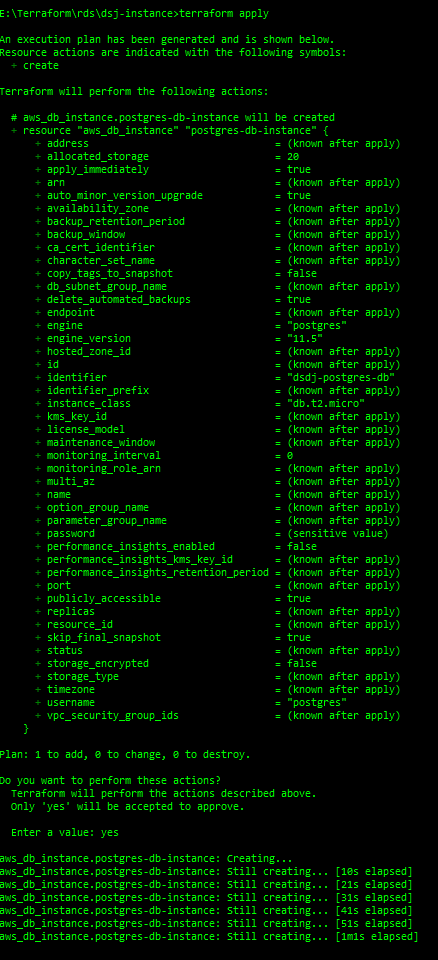 E:\Terraform\rds\dsj-instance>terraform apply
An execution plan has been generated and is shown below.
Resource actions are indicated with the following symbols:
  + create
Terraform will perform the following actions:
  # aws_db_instance.postgres-db-instance will be created
  + resource "aws_db_instance" "postgres-db-instance" {
      + address                               = (known after apply)
      + allocated_storage                     = 20
      + apply_immediately                     = true
      + arn                                   = (known after apply)
      + auto_minor_version_upgrade            = true
      + availability_zone                     = (known after apply)
      + backup_retention_period               = (known after apply)
      + backup_window                         = (known after apply)
      + ca_cert_identifier                    = (known after apply)
      + character_set_name                    = (known after apply)
      + copy_tags_to_snapshot                 = false
      + db_subnet_group_name                  = (known after apply)
      + delete_automated_backups              = true
      + endpoint                              = (known after apply)
      + engine                                = "postgres"
      + engine_version                        = "11.5"
      + hosted_zone_id                        = (known after apply)
      + id                                    = (known after apply)
      + identifier                            = "dsdj-postgres-db"
      + identifier_prefix                     = (known after apply)
      + instance_class                        = "db.t2.micro"
      + kms_key_id                            = (known after apply)
      + license_model                         = (known after apply)
      + maintenance_window                    = (known after apply)
      + monitoring_interval                   = 0
      + monitoring_role_arn                   = (known after apply)
      + multi_az                              = (known after apply)
      + name                                  = (known after apply)
      + option_group_name                     = (known after apply)
      + parameter_group_name                  = (known after apply)
      + password                              = (sensitive value)
      + performance_insights_enabled          = false
      + performance_insights_kms_key_id       = (known after apply)
      + performance_insights_retention_period = (known after apply)
      + port                                  = (known after apply)
      + publicly_accessible                   = true
      + replicas                              = (known after apply)
      + resource_id                           = (known after apply)
      + skip_final_snapshot                   = true
      + status                                = (known after apply)
      + storage_encrypted                     = false
      + storage_type                          = (known after apply)
      + timezone                              = (known after apply)
      + username                              = "postgres"
      + vpc_security_group_ids                = (known after apply)
    }
Plan: 1 to add, 0 to change, 0 to destroy.
Do you want to perform these actions?
  Terraform will perform the actions described above.
  Only 'yes' will be accepted to approve.
  Enter a value: yes
aws_db_instance.postgres-db-instance: Creating...
aws_db_instance.postgres-db-instance: Still creating... [10s elapsed]
aws_db_instance.postgres-db-instance: Still creating... [21s elapsed]
aws_db_instance.postgres-db-instance: Still creating... [31s elapsed]
aws_db_instance.postgres-db-instance: Still creating... [41s elapsed]
aws_db_instance.postgres-db-instance: Still creating... [51s elapsed]
aws_db_instance.postgres-db-instance: Still creating... [1m1s elapsed]